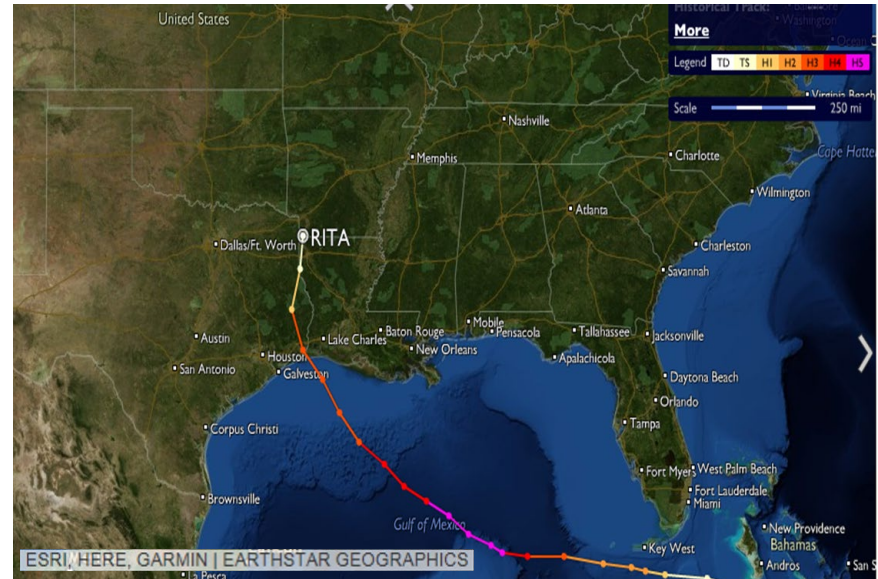 United States
Historical Track:
Washington
More
Ocean C
Legend TD TS H1 H2 H3 H4 H5
Virginia Beach
Scale 250 mi
Nashville
Memphis
Charlotte
Cape Hatter
Wilmington
Atlanta
Dallas/Ft. Worth
RITA
Charleston
Savannah
Mobile
Pensacola
Tallahassee
Jacksonville
Austin
Lake Charles
Baton Rouge
New Orleans
Houston
Apalachicola
San Antonio
Galveston
Daytona Beach
Orlando
Corpus Christi
Tampa
Fort Myers
West Palm Beach
Brownsville
Fort Lauderdale
Miami
Gulf of Mexico
New Providence
Key West
Bahamas
ESRI, HERE, GARMIN | EARTHSTAR GEOGRAPHICS
Andros
San S
La Pesca